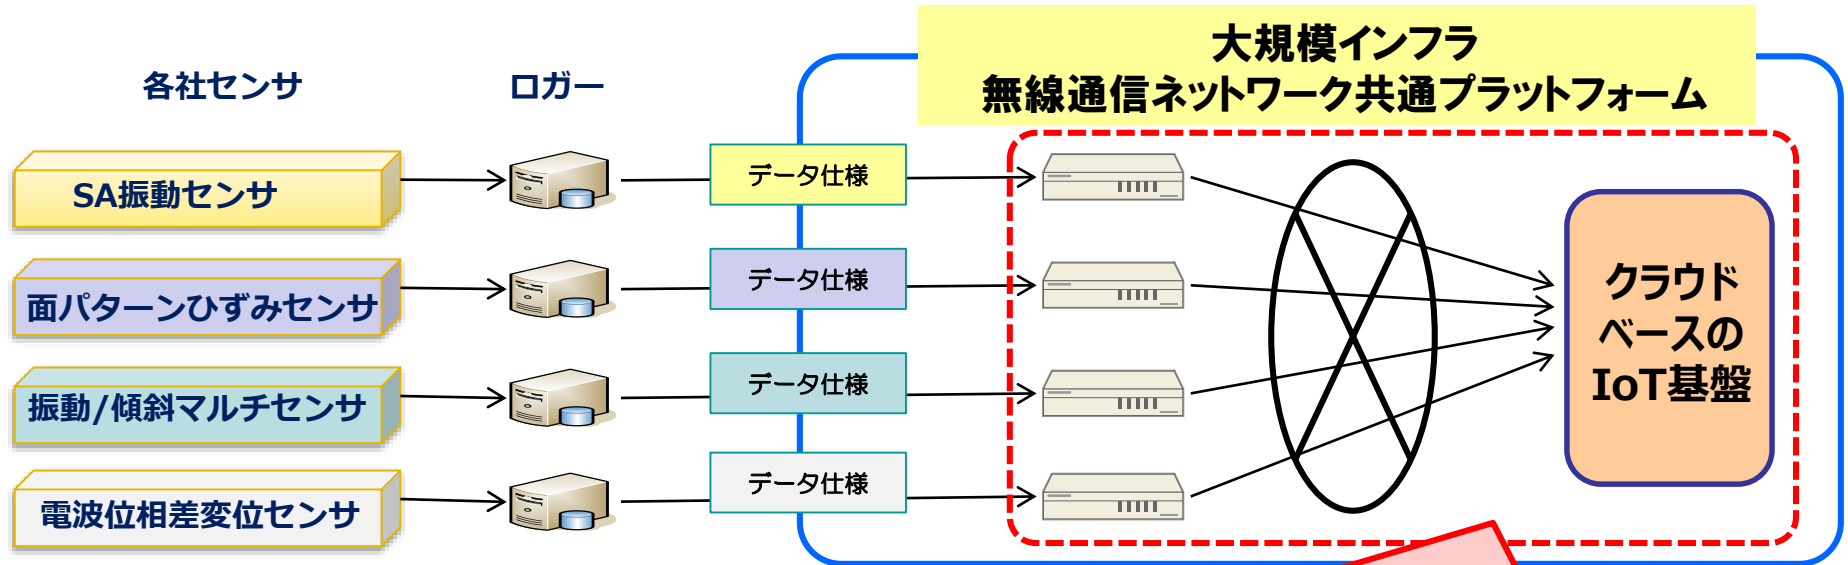 大規模インフラ
無線通信ネットワーク共通プラットフォーム
各社センサ
ロガー
SA振動センサ
データ仕様
面パターンひずみセンサ
データ仕様
振動/傾斜マルチセンサ
データ仕様
電波位相差変位センサ
データ仕様
クラウド
ベースの
IoT基盤